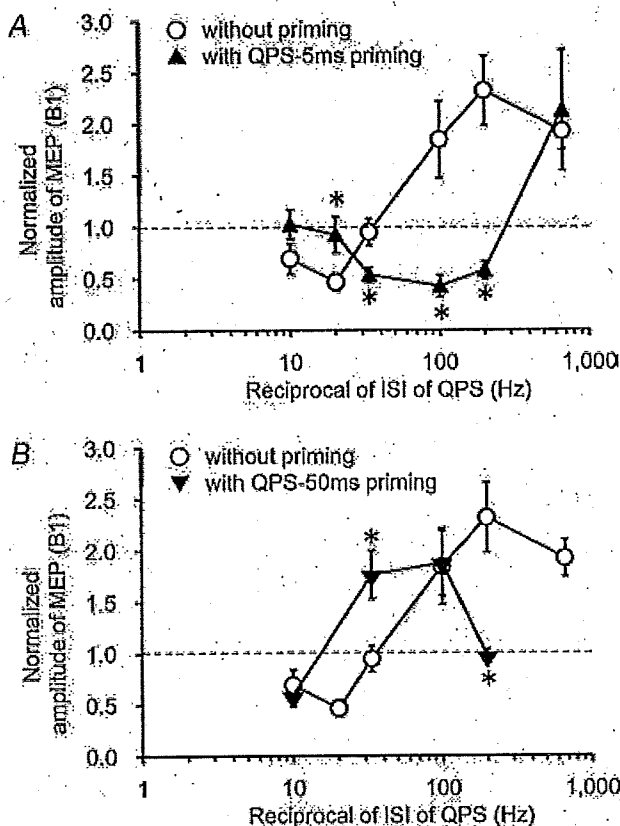 A
3.0
without priming
with QPS-5ms priming
2.5
2.0
1.5
1.0
0.5
0.0
Normalized
amplitude of MEP (B1)
*
*
*
*
1
10
100
1,000
Reciprocal of ISI of QPS (Hz)
B
3.0
without priming
with QPS-50ms priming
2.5
2.0
1.5
1.0
0.5
0.0
Normalized
amplitude of MEP (B1)
*
*
1
10
100
1,000
Reciprocal of ISI of QPS (Hz)